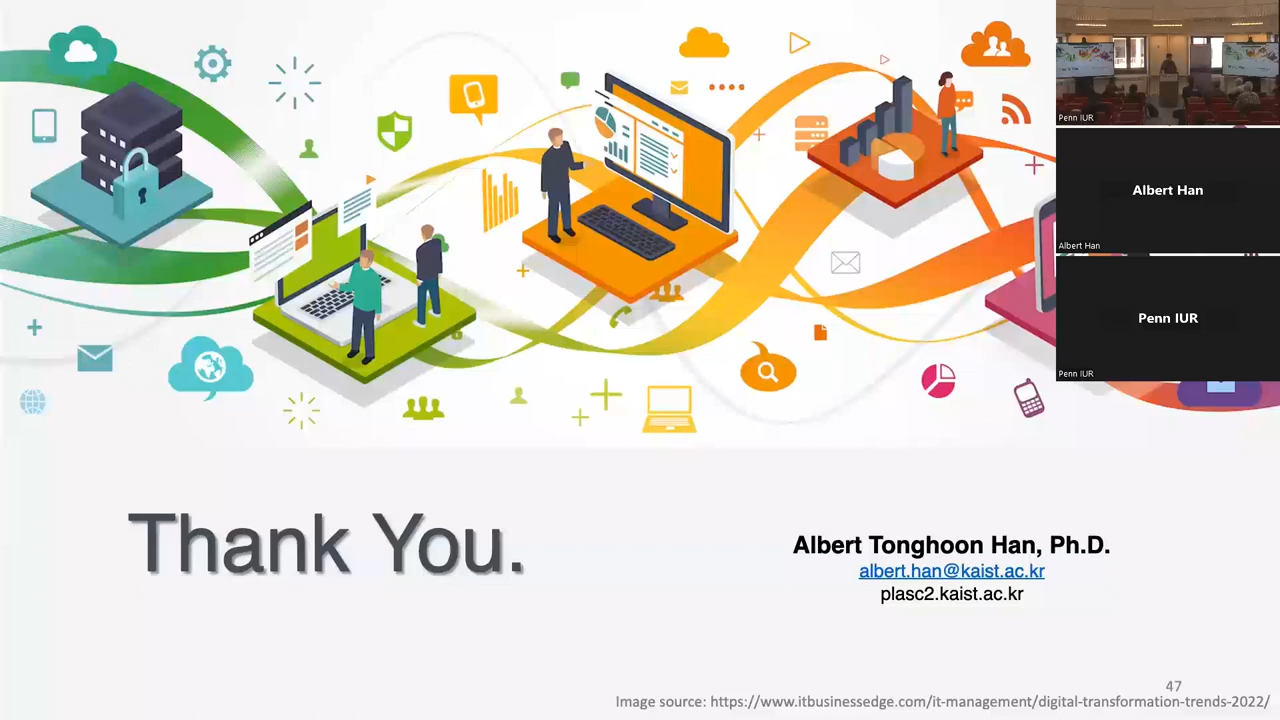 Penn IUR
Albert Han
Albert Han
Penn IUR
Penn IUR
Thank You.
Albert Tonghoon Han, Ph.D.
albert.han@kaist.ac.kr
plasc2.kaist.ac.kr
47
Image source: https://www.itbusinessedge.com/it-management/digital-transformation-trends-2022/